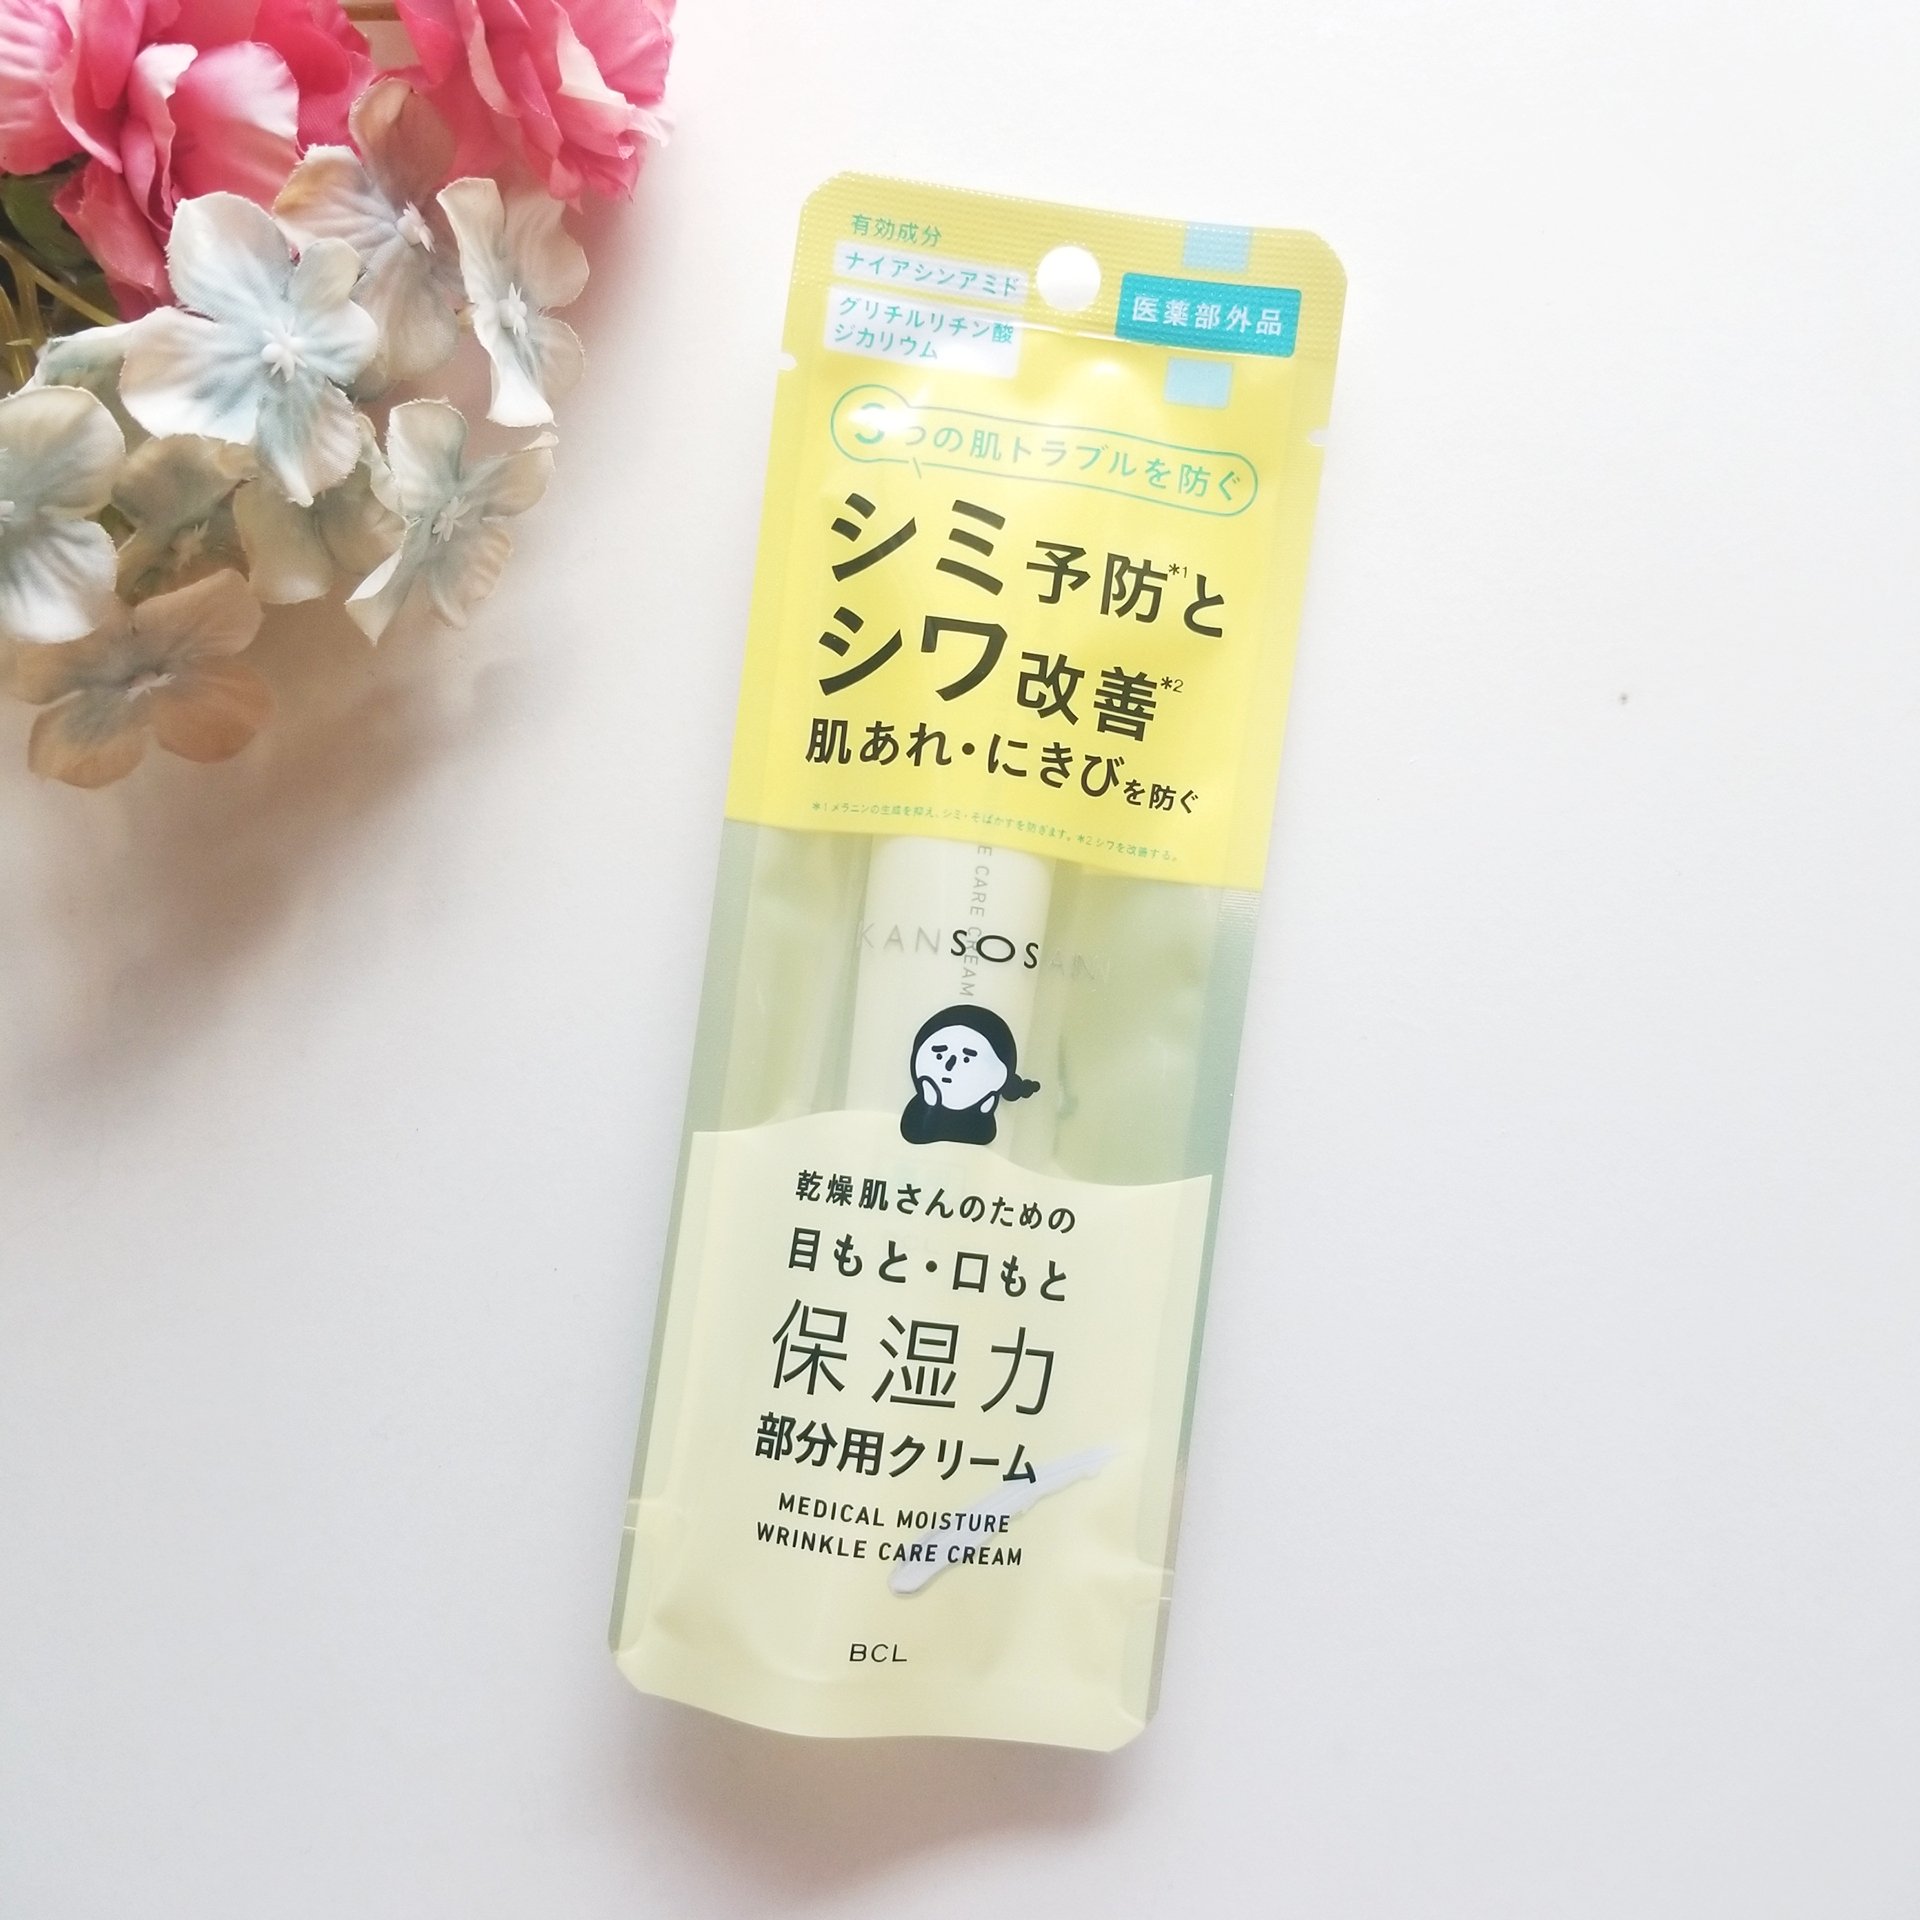 有効成分
ナイアシンアミド
グリチルリチン酸
ジカリウム
医薬部外品
3つの肌トラブルを防ぐ
シミ予防*1と
シワ改善*2
肌あれ・にきびを防ぐ
*1 メラニンの生成を抑え、シミ・そばかすを防ぎます。*2 シワを改善する。
E CARE CREAM
KANSOSAN
乾燥肌さんのための
目もと・口もと
保湿力
部分用クリーム
MEDICAL MOISTURE
WRINKLE CARE CREAM
BCL